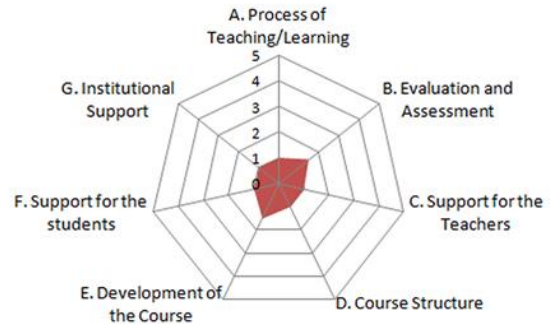 A. Process of
Teaching/Learning
5
4
3
2
1
0
B. Evaluation and
Assessment
C. Support for the
Teachers
D. Course Structure
E. Development of
the Course
F. Support for the
students
G. Institutional
Support